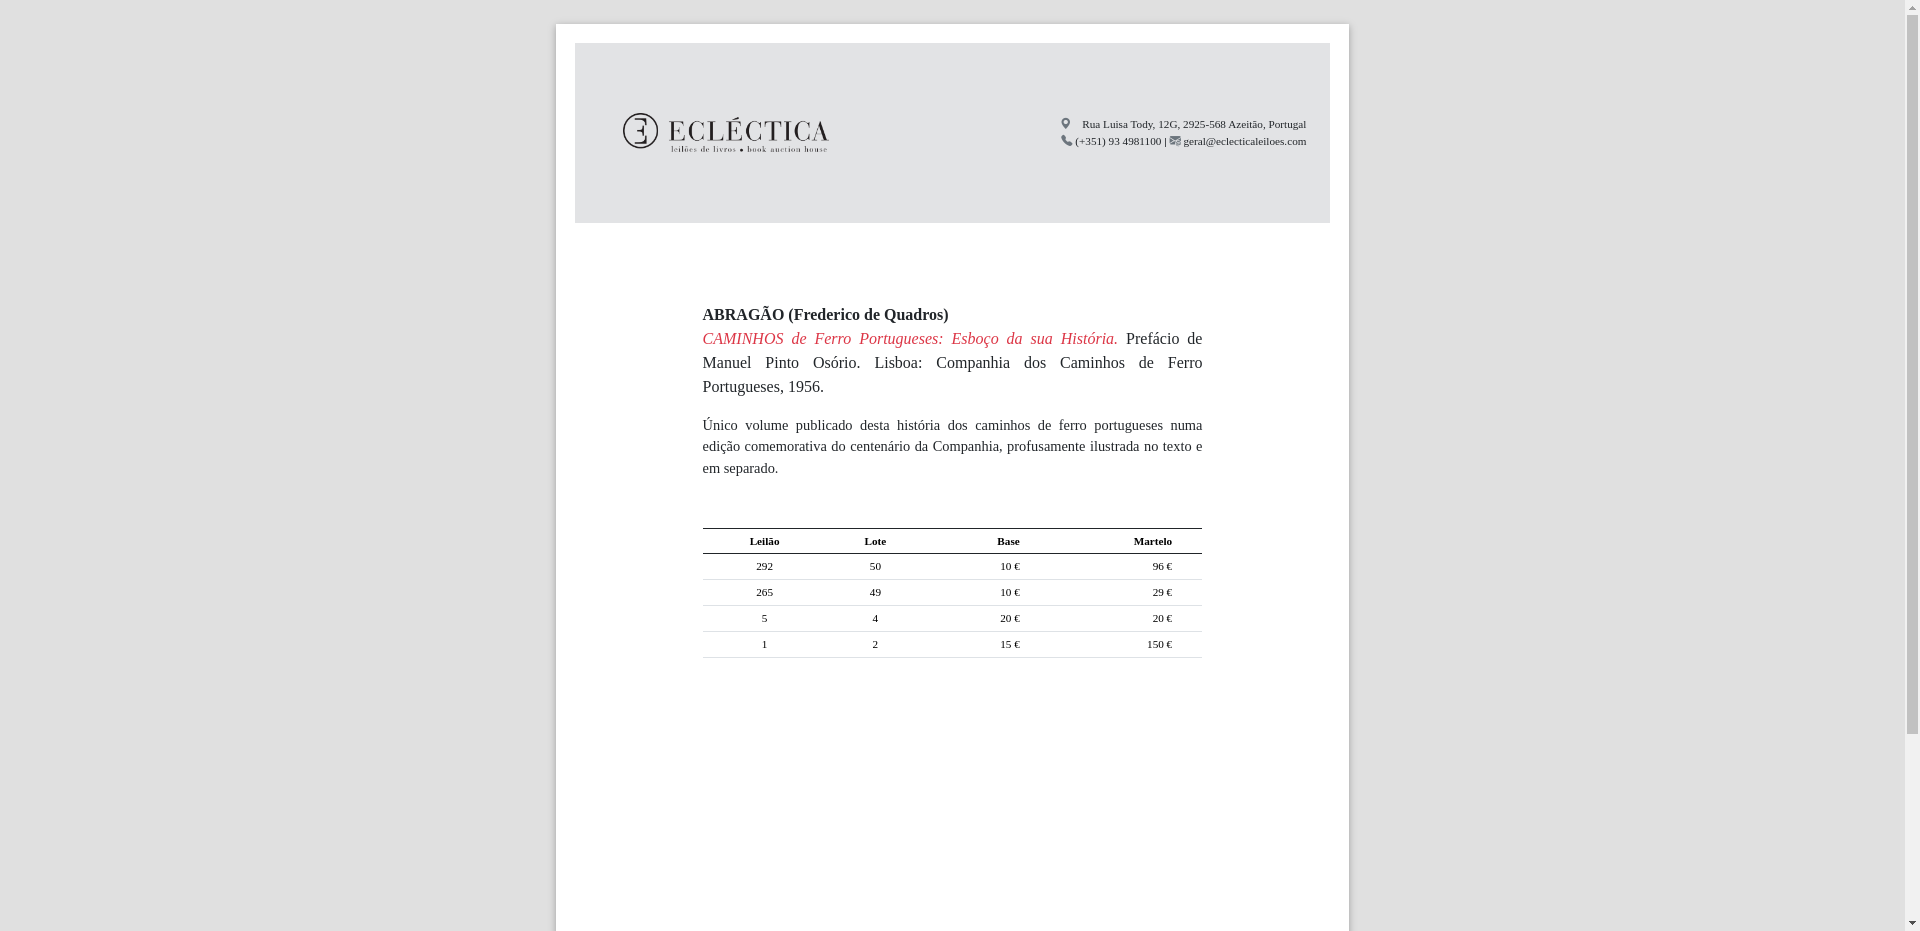 ECLÉCTICA
leilões de livros ● book auction house
Rua Luisa Tody, 12G, 2925-568 Azeitão, Portugal
(+351) 93 4981100 | geral@eclecticaleiloes.com
ABRAGÃO (Frederico de Quadros)
CAMINHOS de Ferro Portugueses: Esboço da sua História. Prefácio de
Manuel Pinto Osório. Lisboa: Companhia dos Caminhos de Ferro
Portugueses, 1956.
Único volume publicado desta história dos caminhos de ferro portugueses numa
edição comemorativa do centenário da Companhia, profusamente ilustrada no texto e
em separado.
Leilão Lote Base Martelo
292 50 10 € 96 €
265 49 10 € 29 €
5 4 20 € 20 €
1 2 15 € 150 €